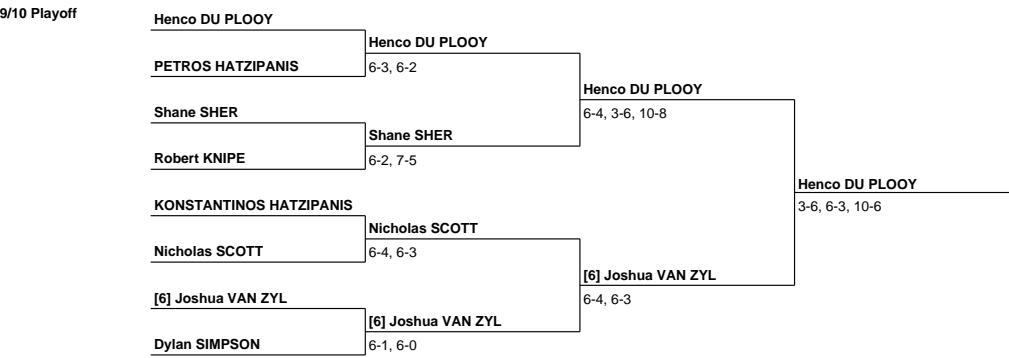 9/10 Playoff
Henco DU PLOOY
Henco DU PLOOY
PETROS HATZIPANIS
6-3, 6-2
Henco DU PLOOY
Shane SHER
6-4, 3-6, 10-8
Shane SHER
Robert KNIPE
6-2, 7-5
Henco DU PLOOY
KONSTANTINOS HATZIPANIS
3-6, 6-3, 10-6
Nicholas SCOTT
Nicholas SCOTT
6-4, 6-3
[6] Joshua VAN ZYL
[6] Joshua VAN ZYL
6-4, 6-3
[6] Joshua VAN ZYL
Dylan SIMPSON
6-1, 6-0